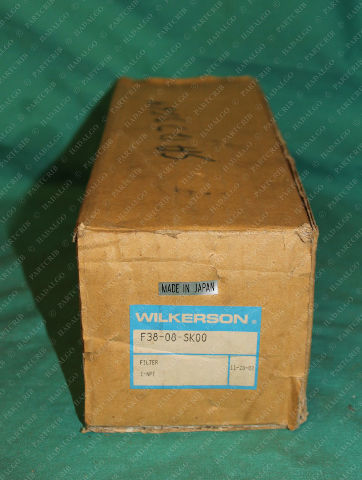 MADE IN JAPAN
WILKERSON®
F38-08-SK00
FILTER
1-NPT